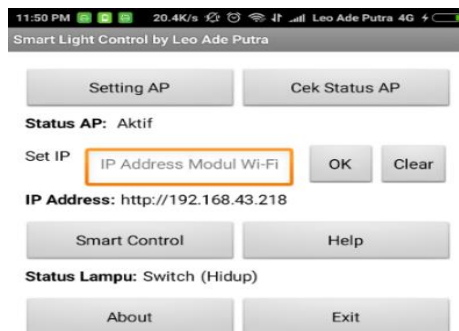 11:50 PM 20.4K/s Leo Ade Putra 4G
Smart Light Control by Leo Ade Putra
Setting AP Cek Status AP
Status AP: Aktif
Set IP IP Address Modul Wi-Fi OK Clear
IP Address: http://192.168.43.218
Smart Control Help
Status Lampu: Switch (Hidup)
About Exit